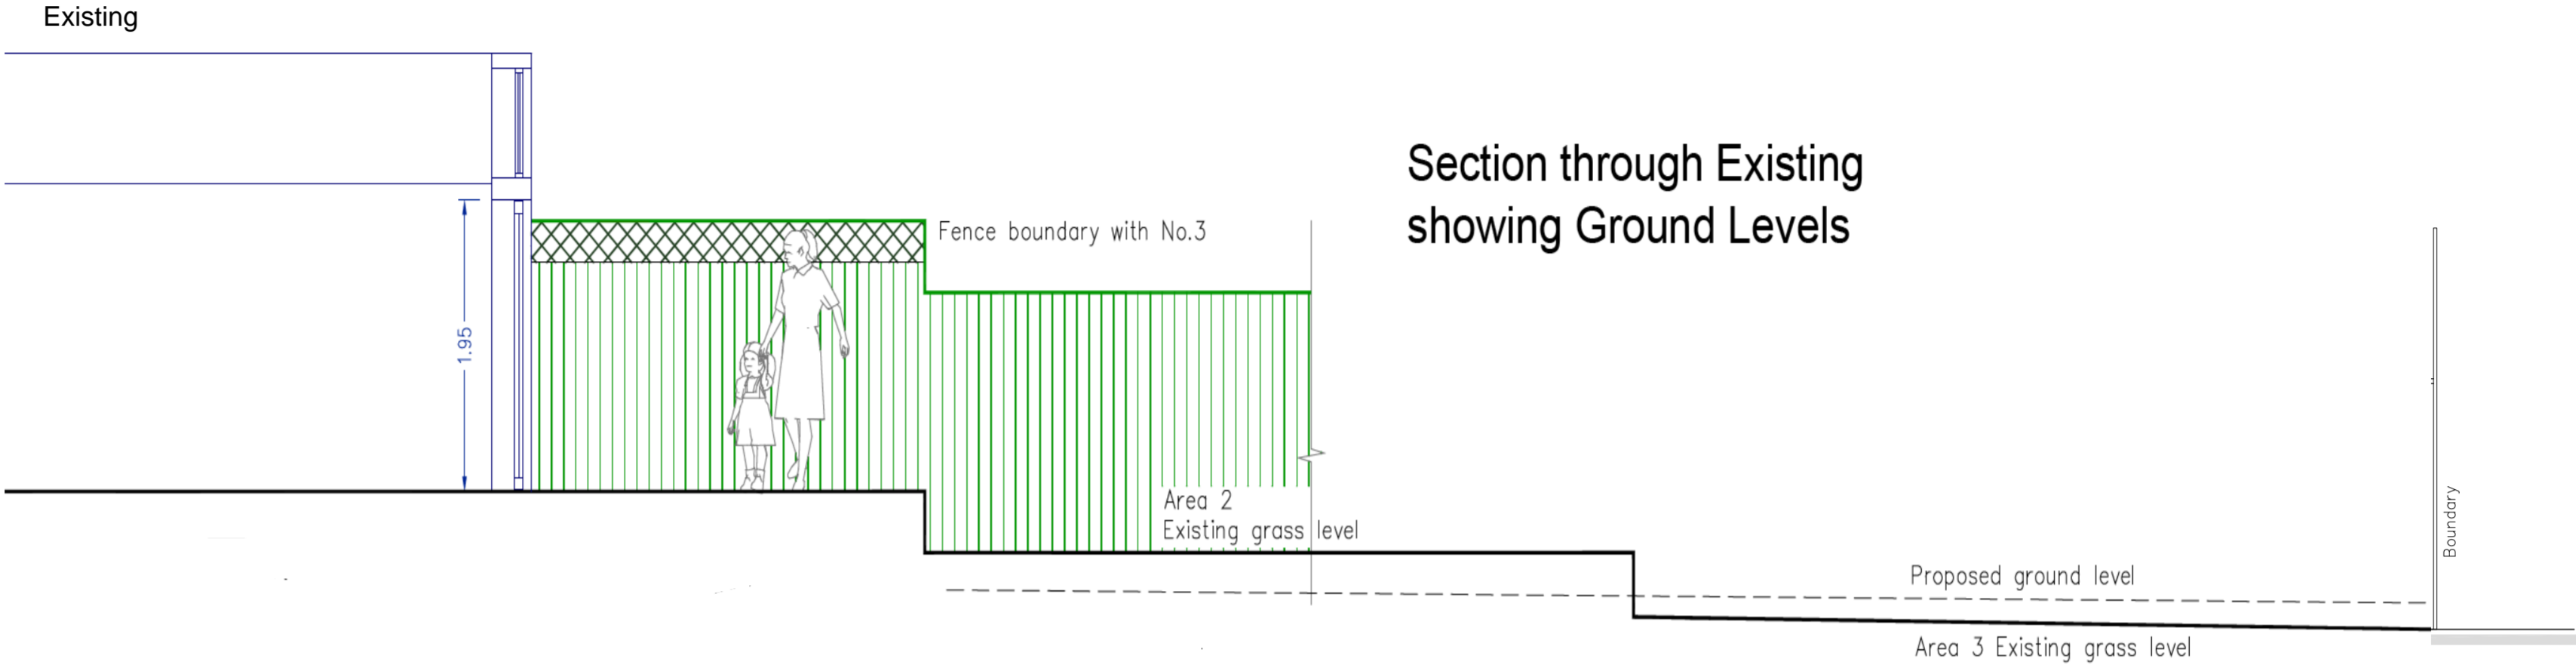 Existing
Section through Existing
showing Ground Levels
Fence boundary with No.3
1.95
Area 2
Existing grass level
Boundary
Proposed ground level
Area 3 Existing grass level